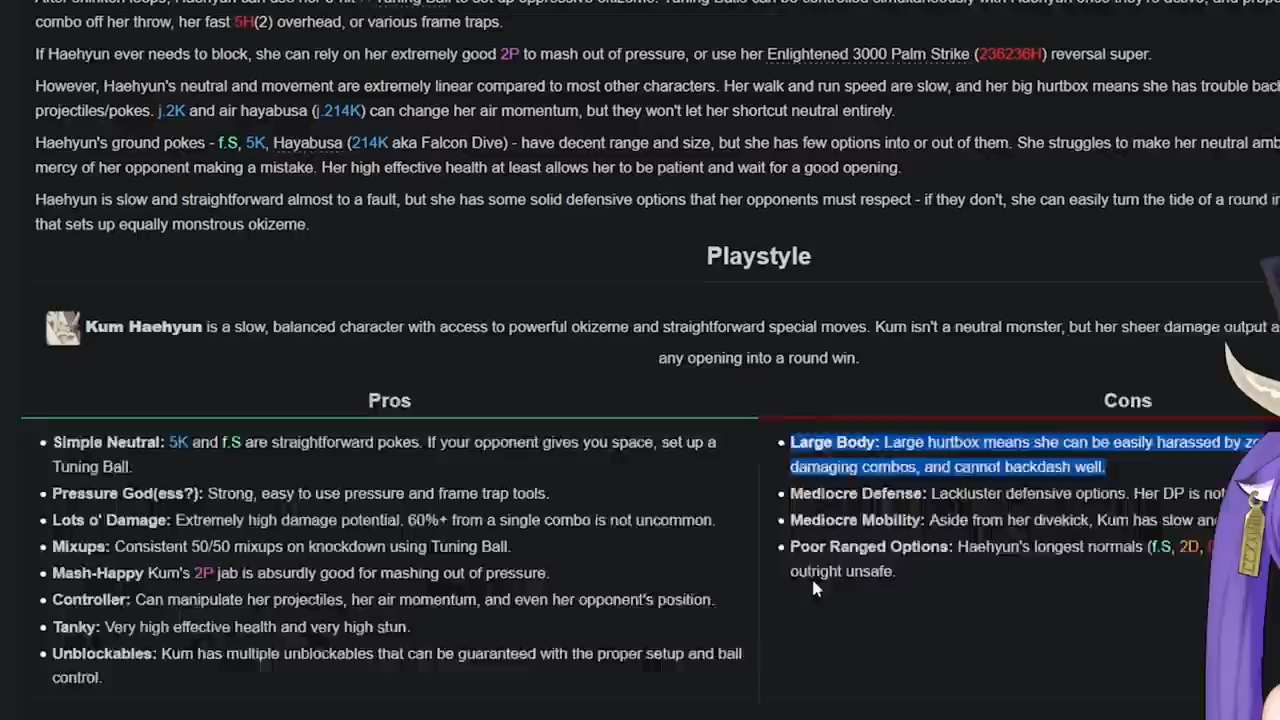 combo off her throw, her fast 5H(2) overhead, or various frame traps.
If Haehyun ever needs to block, she can rely on her extremely good 2P to mash out of pressure, or use her Enlightened 3000 Palm Strike (236236H) reversal super.
However, Haehyun's neutral and movement are extremely linear compared to most other characters. Her walk and run speed are slow, and her big hurtbox means she has trouble
projectiles/pokes. j.2K and air hayabusa (j.214K) can change her air momentum, but they won't let her shortcut neutral entirely.
Haehyun's ground pokes - f.S, 5K, Hayabusa (214K aka Falcon Dive) - have decent range and size, but she has few options into or out of them. She struggles to make her neutral
mercy of her opponent making a mistake. Her high effective health at least allows her to be patient and wait for a good opening.
Haehyun is slow and straightforward almost to a fault, but she has some solid defensive options that her opponents must respect - if they don't, she can easily turn the tide of a round
that sets up equally monstrous okizeme.
Playstyle
Kum Haehyun is a slow, balanced character with access to powerful okizeme and straightforward special moves. Kum isn't a neutral monster, but her sheer damage output
any opening into a round win.
Pros
Cons
• Simple Neutral: 5K and f.S are straightforward pokes. If your opponent gives you space, set up a
Tuning Ball.
• Pressure God(ess?): Strong, easy to use pressure and frame trap tools.
• Lots o' Damage: Extremely high damage potential. 60%+ from a single combo is not uncommon.
• Mixups: Consistent 50/50 mixups on knockdown using Tuning Ball.
• Mash-Happy Kum's 2P jab is absurdly good for mashing out of pressure.
• Controller: Can manipulate her projectiles, her air momentum, and even her opponent's position.
• Tanky: Very high effective health and very high stun.
• Unblockables: Kum has multiple unblockables that can be guaranteed with the proper setup and ball
control.
• Large Body: Large hurtbox means she can be easily harassed by
damaging combos, and cannot backdash well.
• Mediocre Defense: Lackluster defensive options. Her DP is not
• Mediocre Mobility: Aside from her divekick, Kum has slow
• Poor Ranged Options: Haehyun's longest normals (f.S, 2D,
outright unsafe.